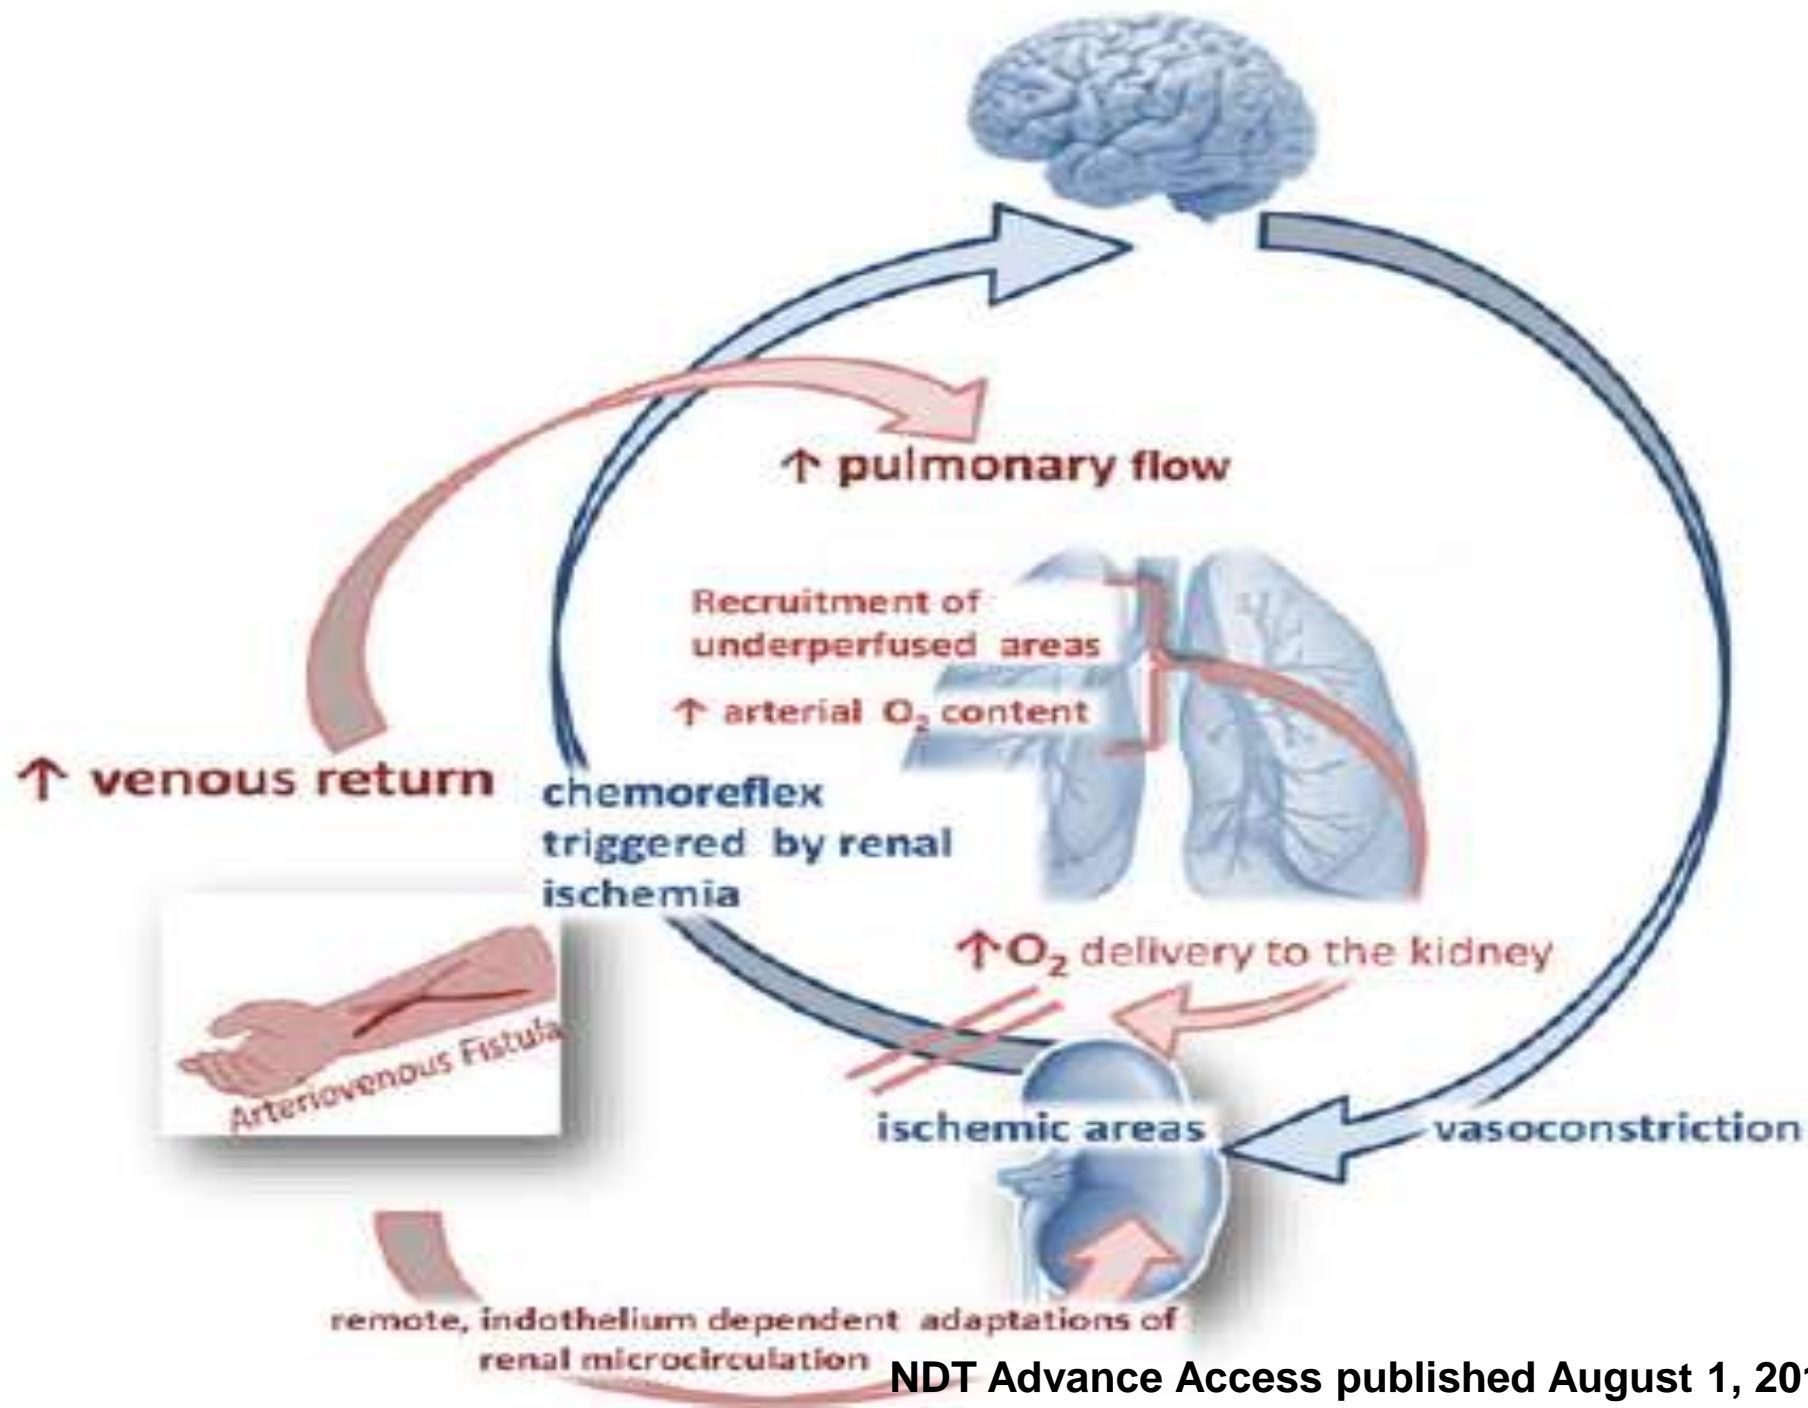 ↑ pulmonary flow
Recruitment of
underperfused areas
↑ arterial O₂ content
↑ venous return
chemoreflex
triggered by renal
ischemia
↑O₂ delivery to the kidney
Arteriovenous Fistula
ischemic areas
vasoconstriction
remote, indothelium dependent adaptations of
renal microcirculation
NDT Advance Access published August 1,